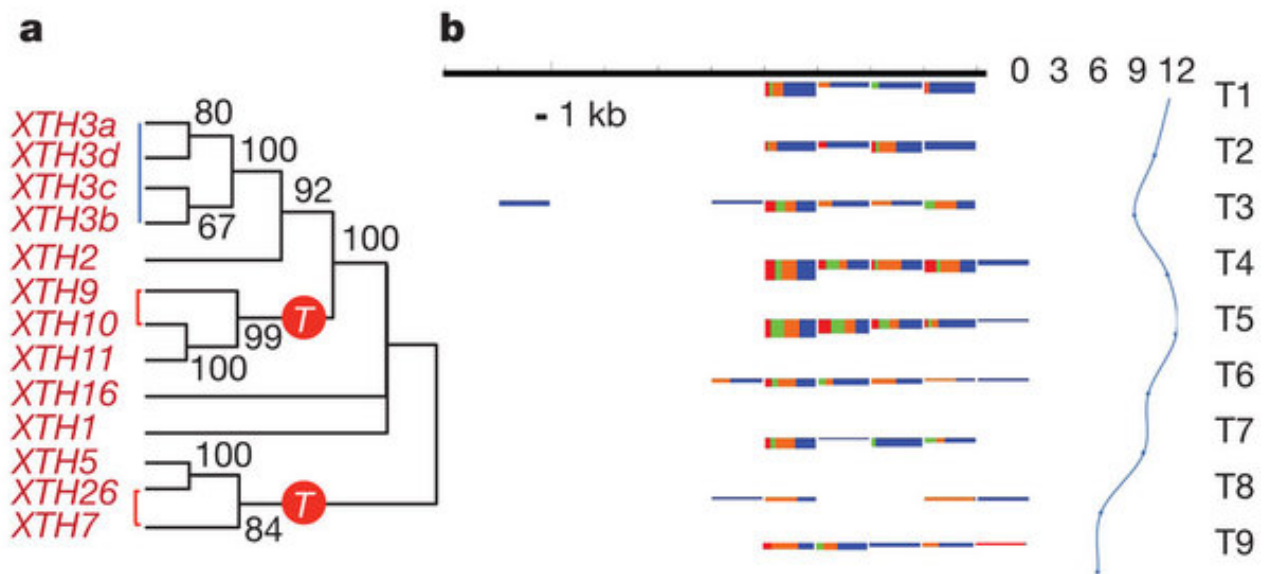 a
XTH3a
XTH3d
XTH3c
XTH3b
XTH2
XTH9
XTH10
XTH11
XTH16
XTH1
XTH5
XTH26
XTH7
80
100
92
67
100
T
99
100
100
T
84
b
0 3 6 9 12
- 1 kb
T1
T2
T3
T4
T5
T6
T7
T8
T9